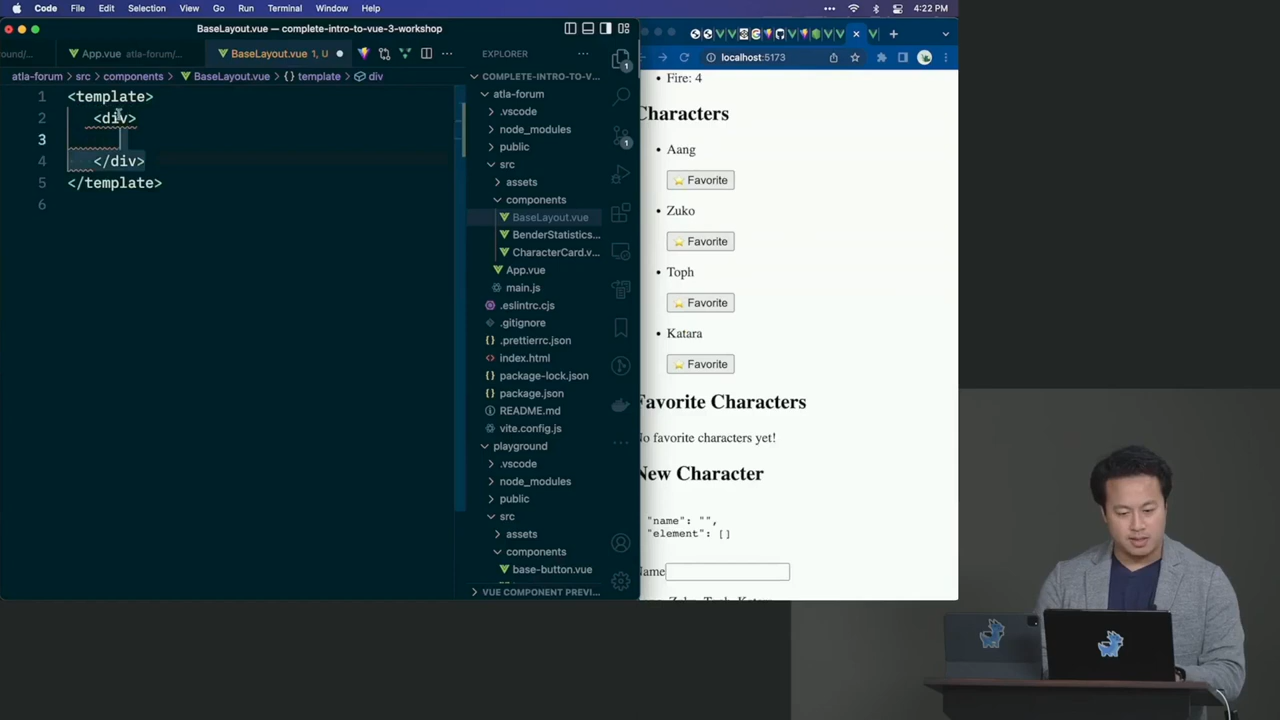 Code File Edit Selection View Go Run Terminal Window Help 4:22 PM
BaseLayout.vue — complete-intro-to-vue-3-workshop
App.vue atla-forum/... BaseLayout.vue 1, U
atla-forum > src > components > BaseLayout.vue > {} template > div
1 <template>
2 <div>
3
4 </div>
5 </template>
6
EXPLORER
COMPLETE-INTRO-TO-V...
atla-forum
.vscode
node_modules
public
src
assets
components
BaseLayout.vue
BenderStatistics...
CharacterCard.v...
App.vue
main.js
.eslintrc.cjs
.gitignore
.prettierrc.json
index.html
package-lock.json
package.json
README.md
vite.config.js
playground
.vscode
node_modules
public
src
assets
components
base-button.vue
VUE COMPONENT PREVI...
1
1
localhost:5173
• Fire: 4
Characters
• Aang
⭐ Favorite
• Zuko
⭐ Favorite
• Toph
⭐ Favorite
• Katara
⭐ Favorite
Favorite Characters
No favorite characters yet!
New Character
"name": "",
"element": []
Name